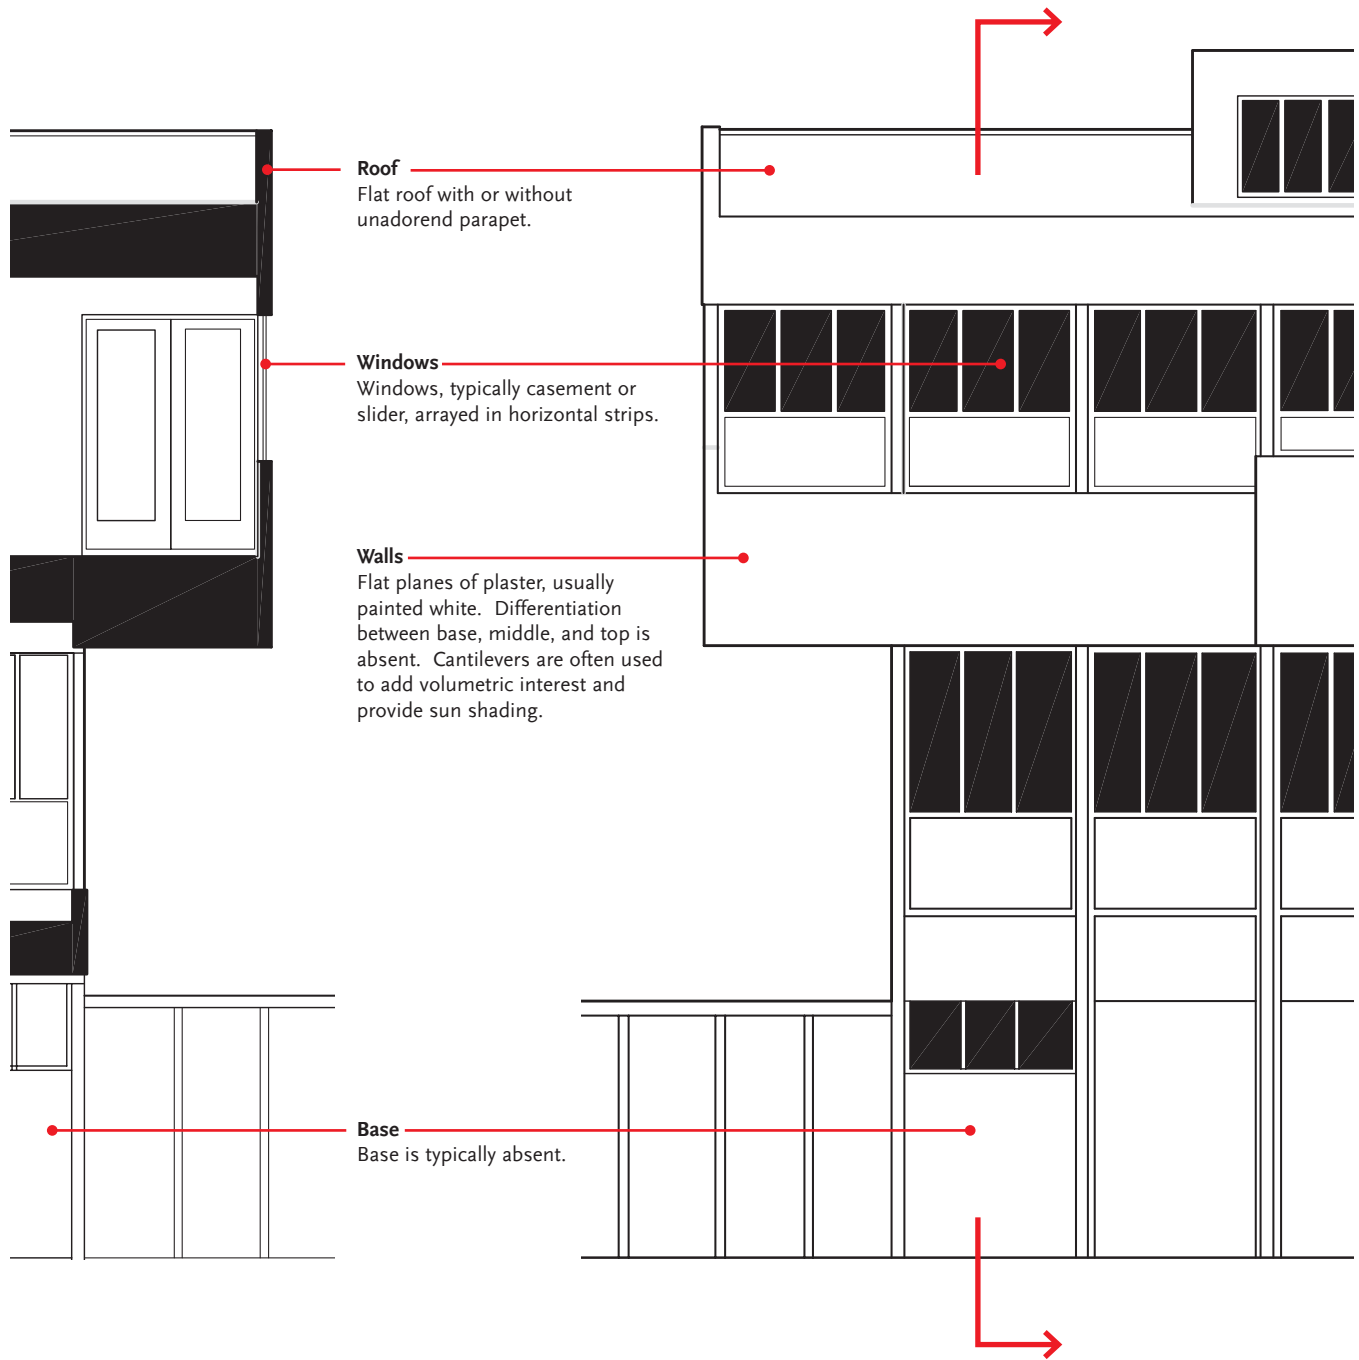 Roof
Flat roof with or without
unadorend parapet.
Windows
Windows, typically casement or
slider, arrayed in horizontal strips.
Walls
Flat planes of plaster, usually
painted white.  Differentiation
between base, middle, and top is
absent.  Cantilevers are often used
to add volumetric interest and
provide sun shading.
Base
Base is typically absent.